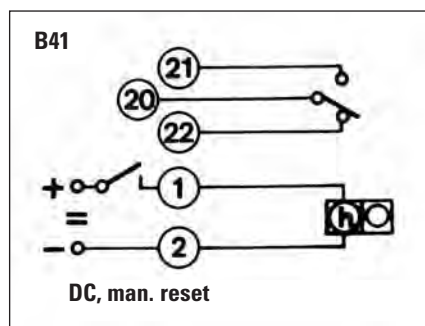 B41
21
20
22
+ 1
=
h
- 2
DC, man. reset